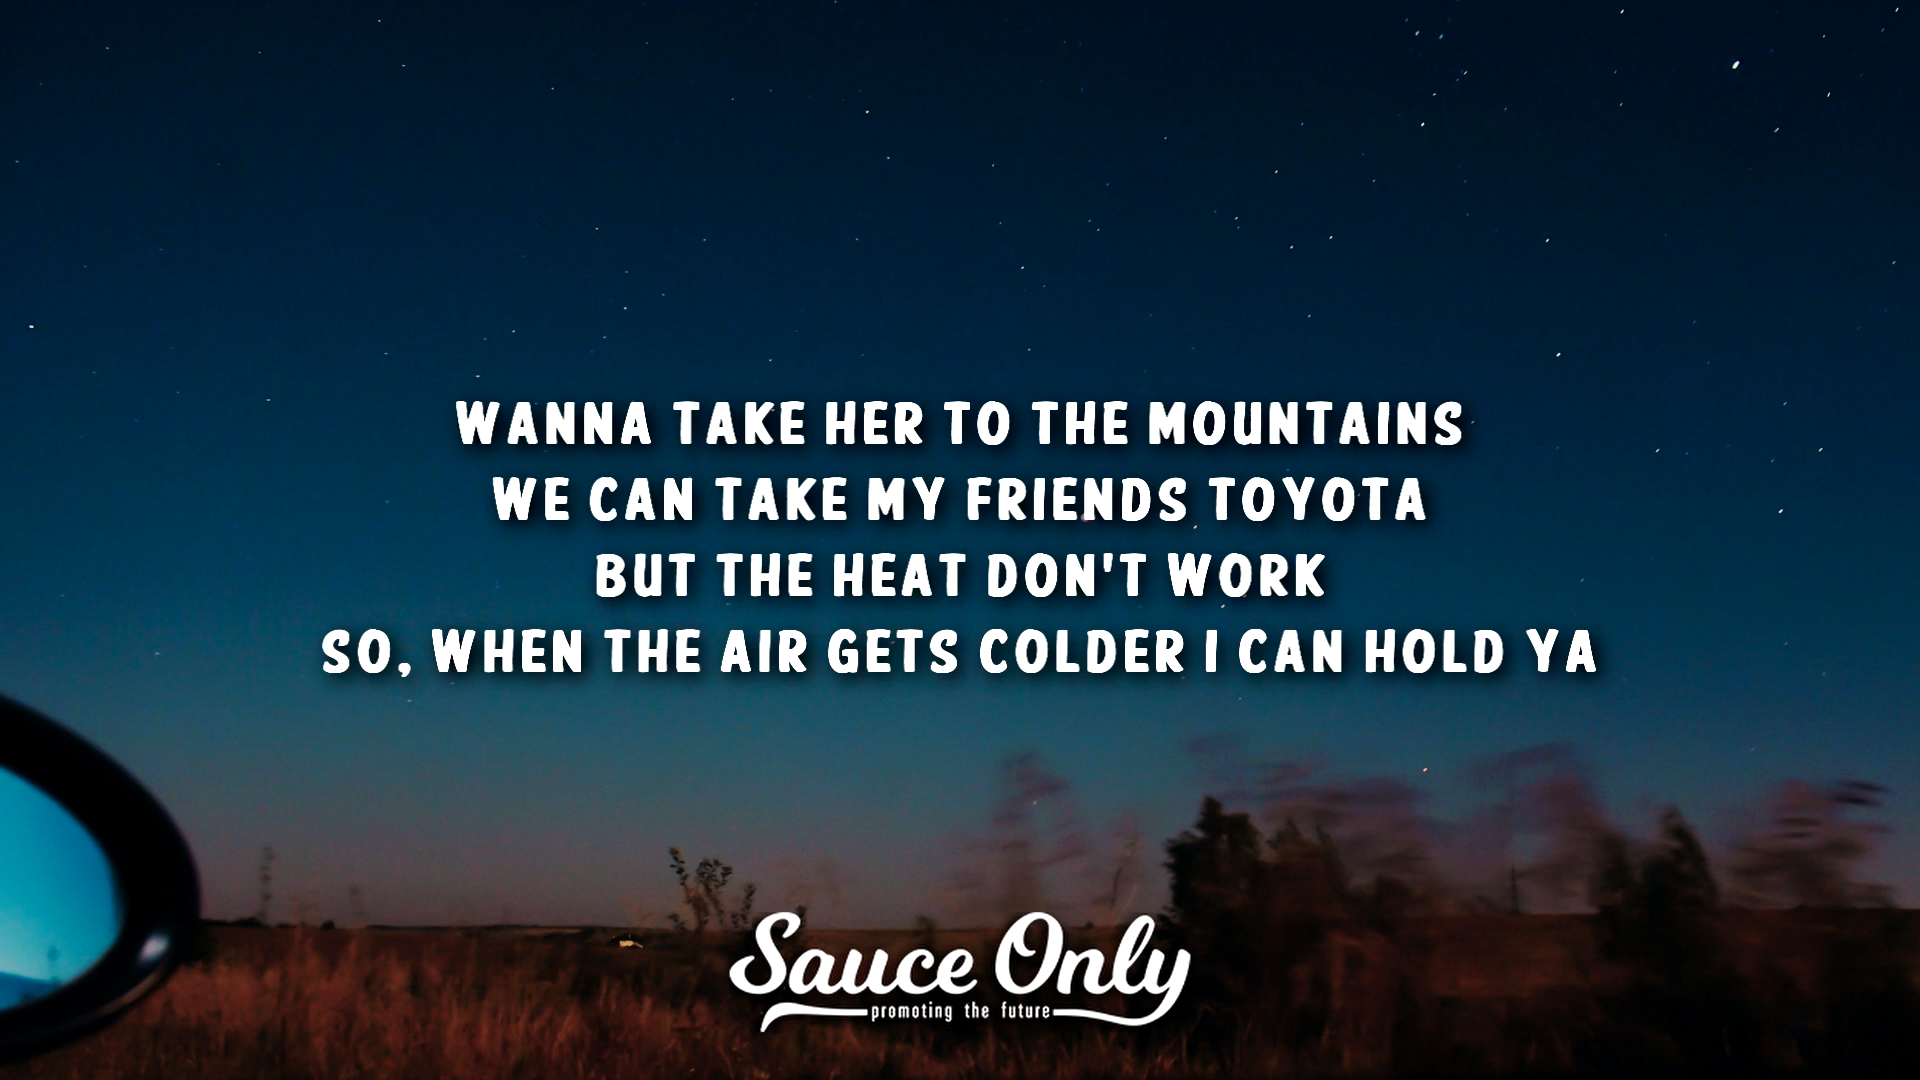 WANNA TAKE HER TO THE MOUNTAINS
WE CAN TAKE MY FRIENDS TOYOTA
BUT THE HEAT DON'T WORK
SO, WHEN THE AIR GETS COLDER I CAN HOLD YA
Sauce Only
promoting the future